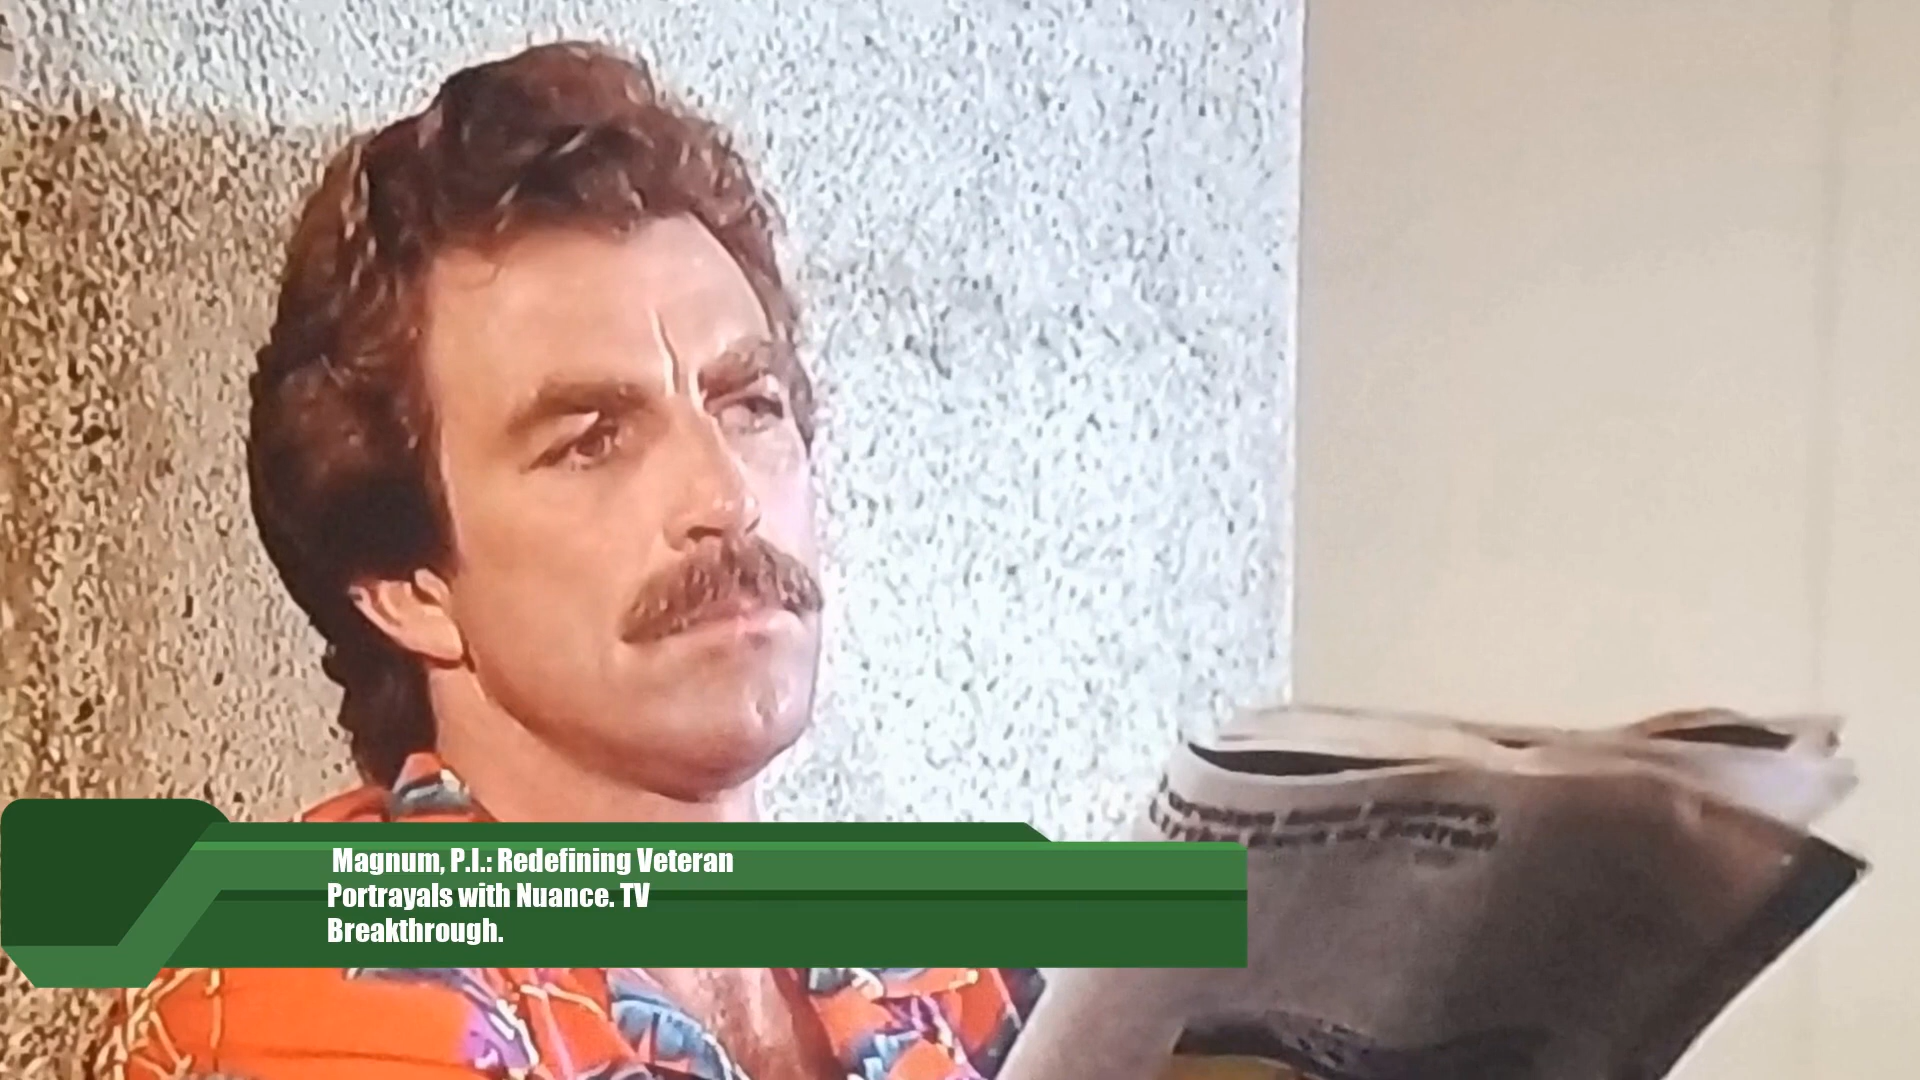 Magnum, P.I.: Redefining Veteran
Portrayals with Nuance. TV
Breakthrough.